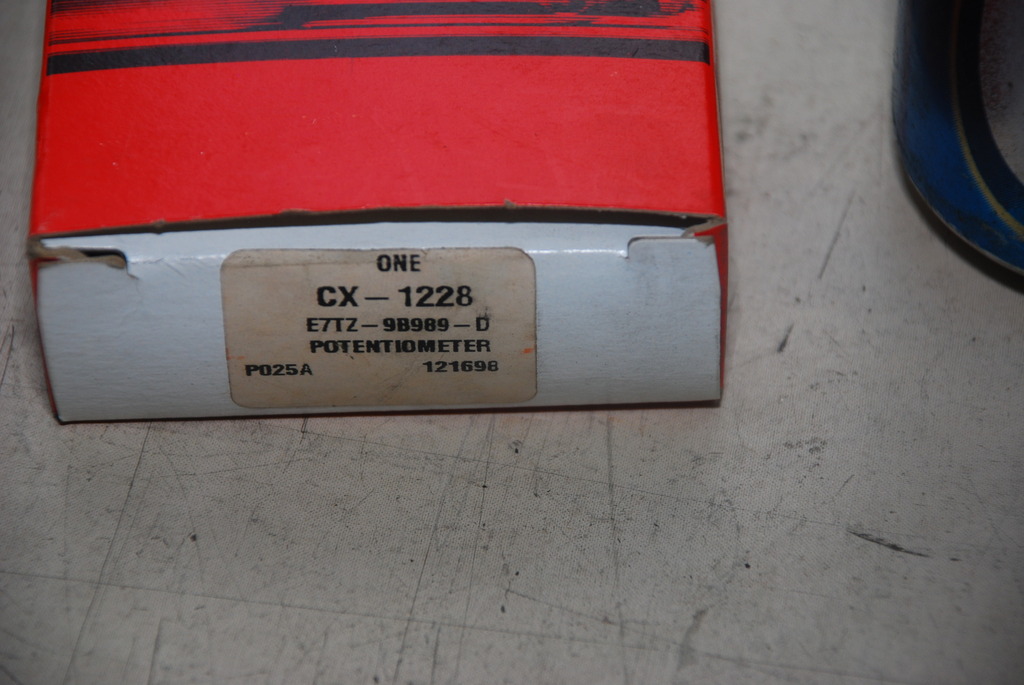 ONE
CX - 1228
E7TZ - 9B989 - D
POTENTIOMETER
P025A 121698